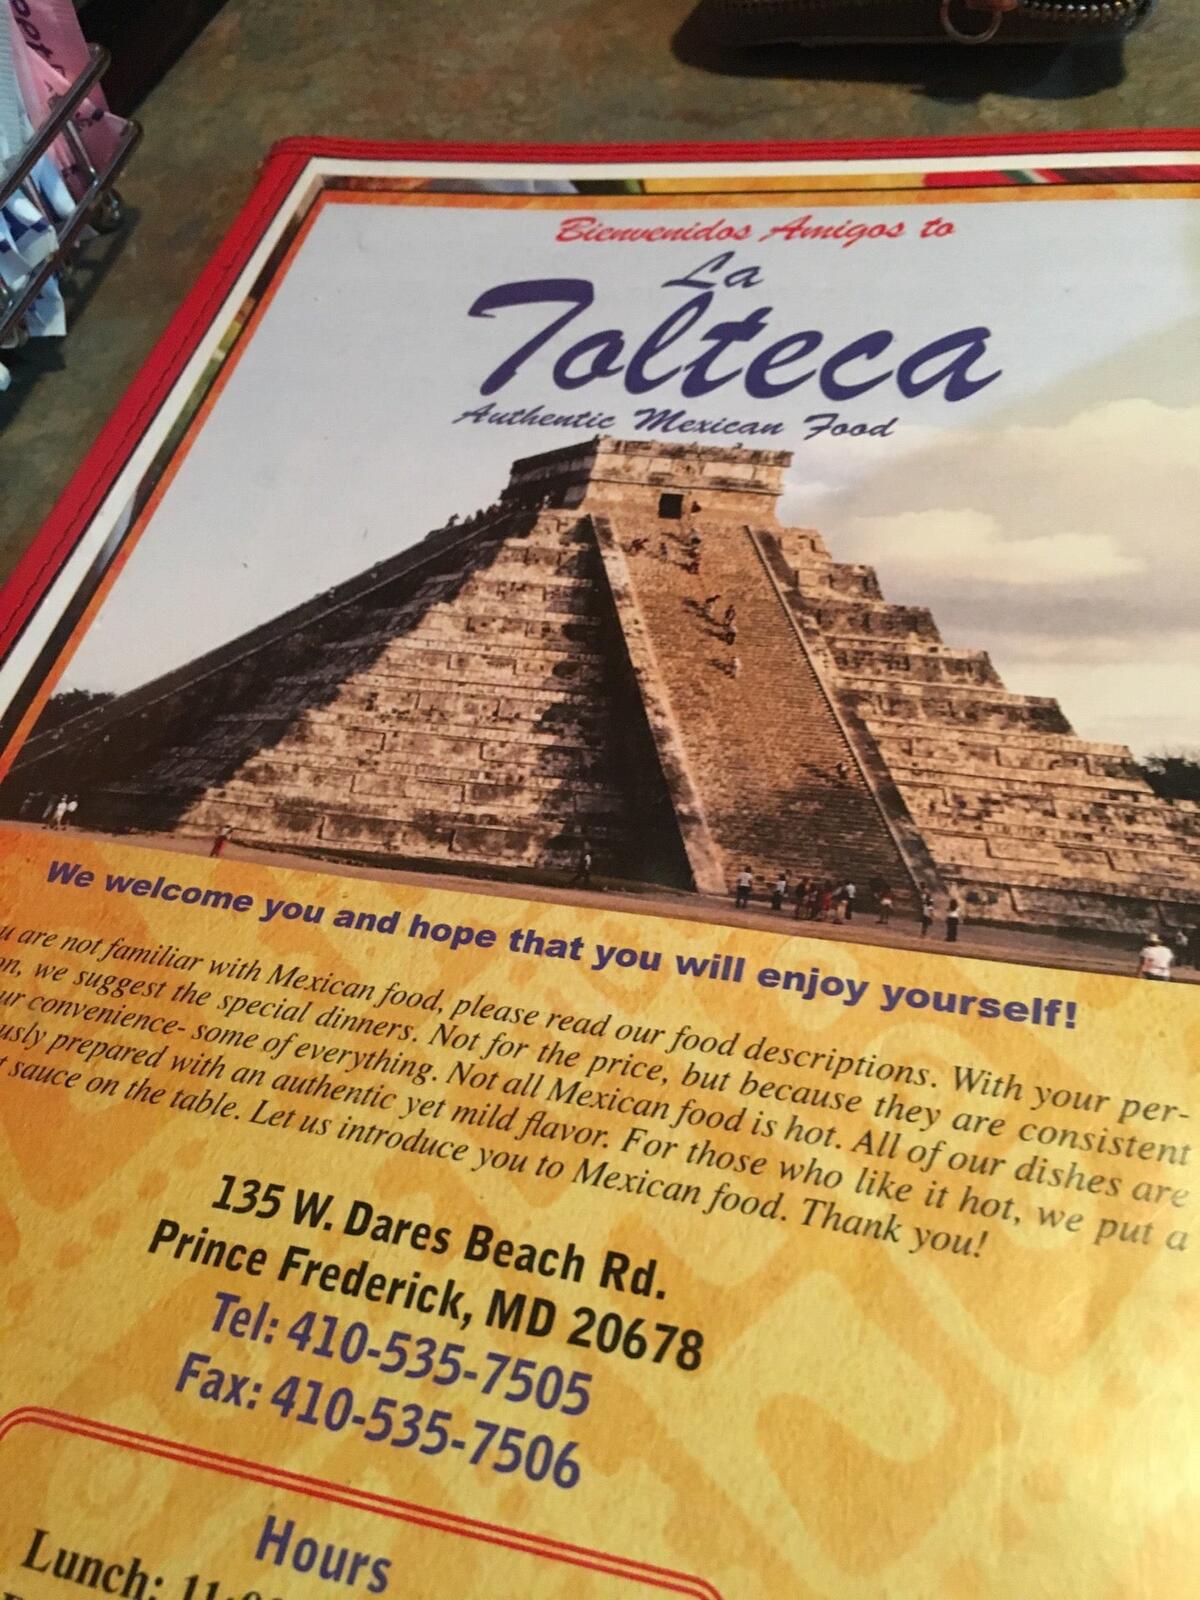 Bienvenidos Amigos to
La
Tolteca
Authentic Mexican Food
We welcome you and hope that you will enjoy yourself!
are not familiar with Mexican food, please read our food descriptions. With your per-
we suggest the special dinners. Not for the price, but because they are consistent
convenience- some of everything. Not all Mexican food is hot. All of our dishes are
prepared with an authentic yet mild flavor. For those who like it hot, we put a
sauce on the table. Let us introduce you to Mexican food. Thank you!
135 W. Dares Beach Rd.
Prince Frederick, MD 20678
Tel: 410-535-7505
Fax: 410-535-7506
Hours
Lunch: